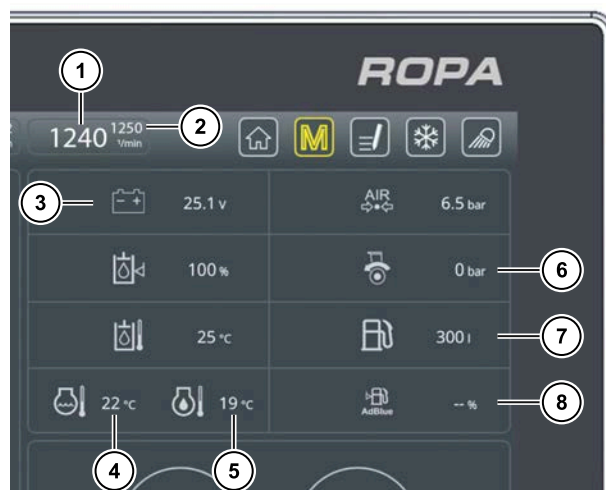 ROPA
1
1240 1250 2
1/min
M
3
- +
25.1 v
AIR
6.5 bar
100 %
0 bar
6
25 °C
300 l
7
22 °C
19 °C
AdBlue
-- %
8
4
5